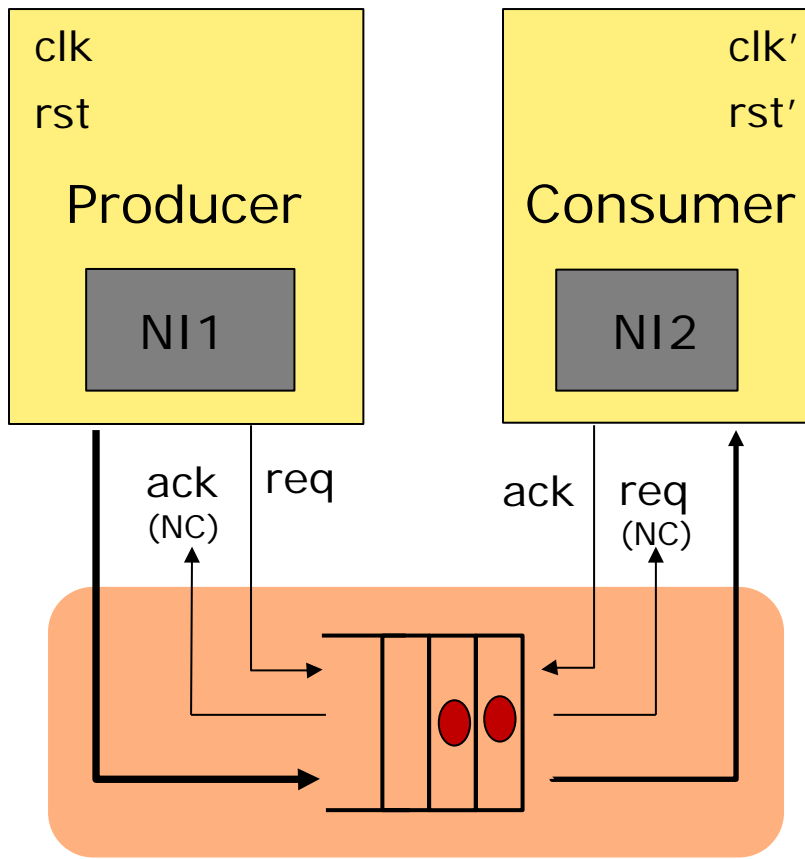 clk
rst
Producer
NI1
clk'
rst'
Consumer
NI2
ack
(NC)
req
ack
req
(NC)